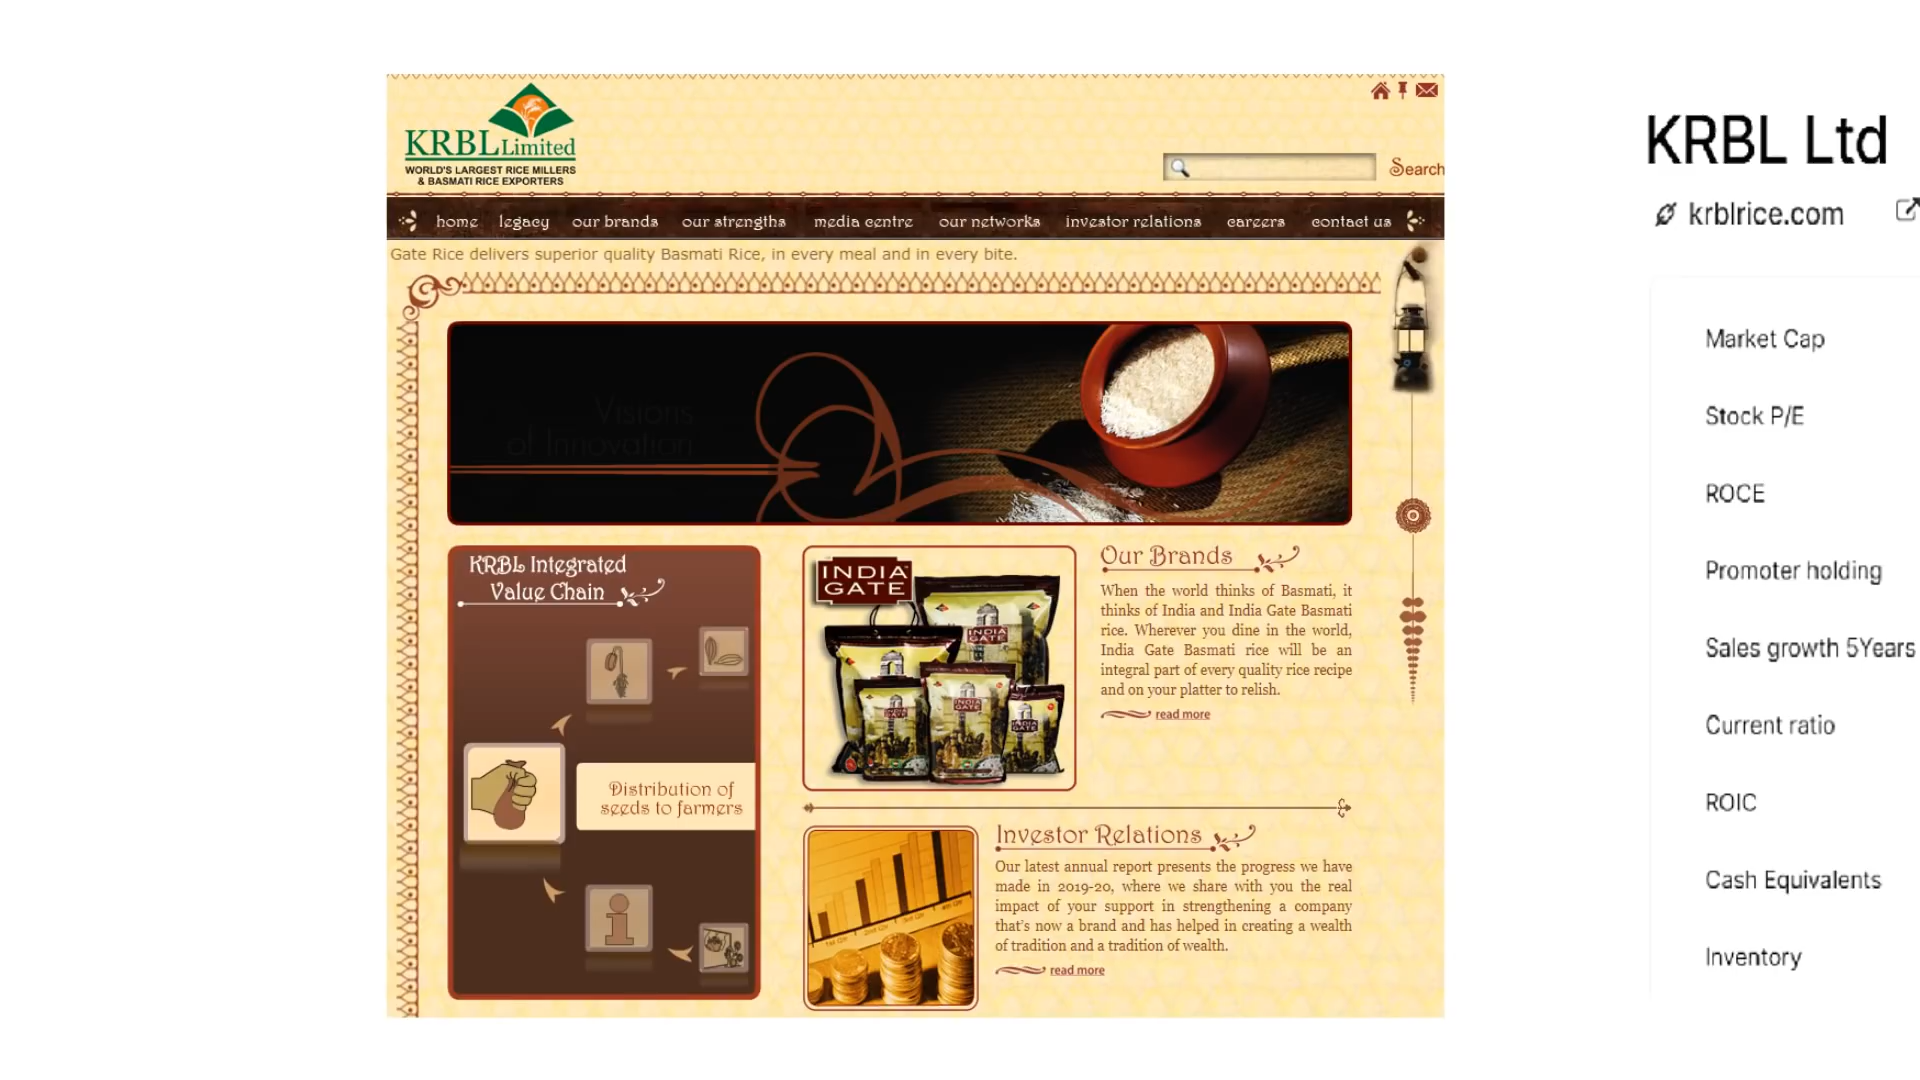 KRBL Limited
WORLD'S LARGEST RICE MILLERS
& BASMATI RICE EXPORTERS
Search
home legacy our brands our strengths media centre our networks investor relations careers contact us
Gate Rice delivers superior quality Basmati Rice, in every meal and in every bite.
Visions
of Innovation
KRBL Integrated
Value Chain
Distribution of
seeds to farmers
INDIA
GATE
INDIA
GATE
INDIA
GATE
INDIA
GATE
INDIA
GATE
Our Brands
When the world thinks of Basmati, it
thinks of India and India Gate Basmati
rice. Wherever you dine in the world,
India Gate Basmati rice will be an
integral part of every quality rice recipe
and on your platter to relish.
read more
Investor Relations
Our latest annual report presents the progress we have
made in 2019-20, where we share with you the real
impact of your support in strengthening a company
that's now a brand and has helped in creating a wealth
of tradition and a tradition of wealth.
read more
KRBL Ltd
krblrice.com
Market Cap
Stock P/E
ROCE
Promoter holding
Sales growth 5Years
Current ratio
ROIC
Cash Equivalents
Inventory